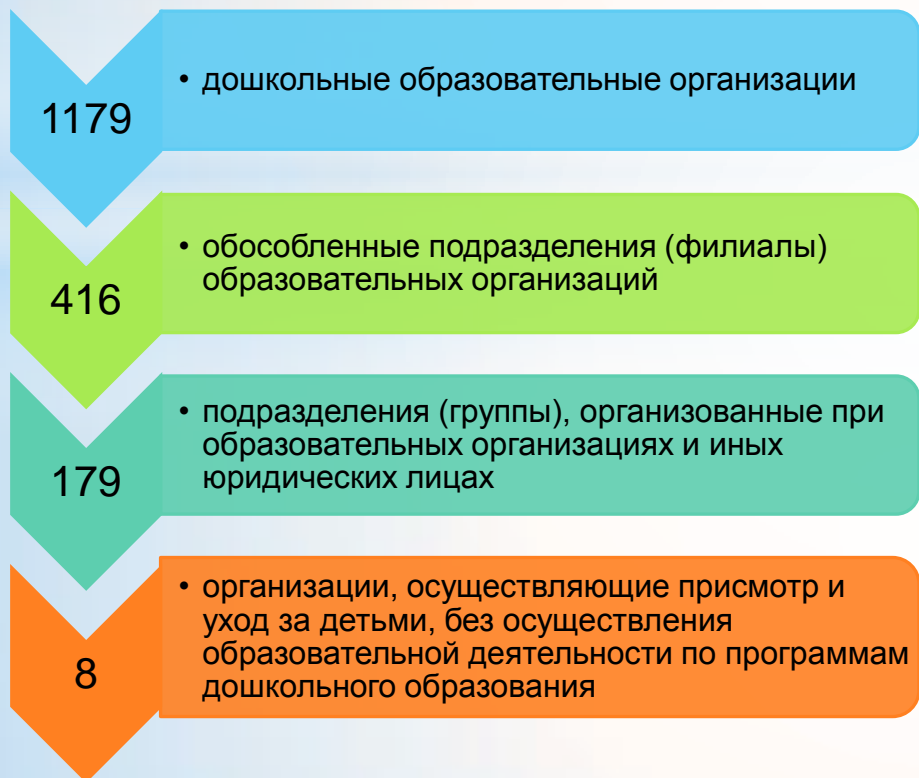 1179
• дошкольные образовательные организации
416
• обособленные подразделения (филиалы)
образовательных организаций
179
• подразделения (группы), организованные при
образовательных организациях и иных
юридических лицах
8
• организации, осуществляющие присмотр и
уход за детьми, без осуществления
образовательной деятельности по программам
дошкольного образования